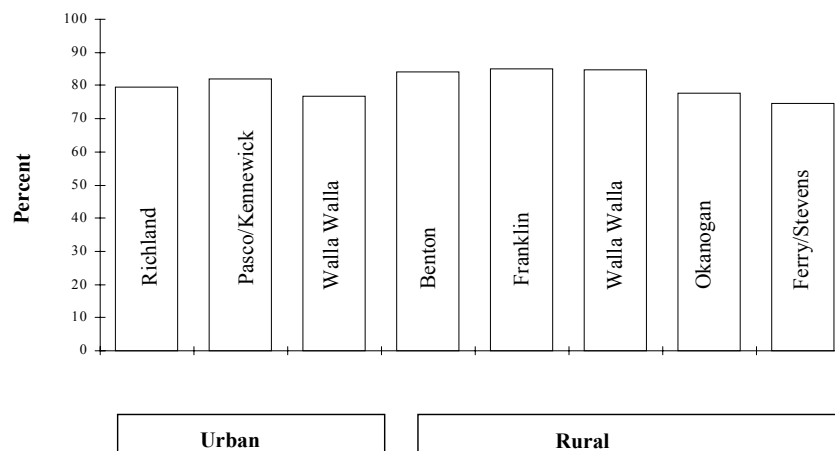 100
90
80
70
60
50
40
30
20
10
0
Percent
Richland
Pasco/Kennewick
Walla Walla
Benton
Franklin
Walla Walla
Okanogan
Ferry/Stevens
Urban
Rural